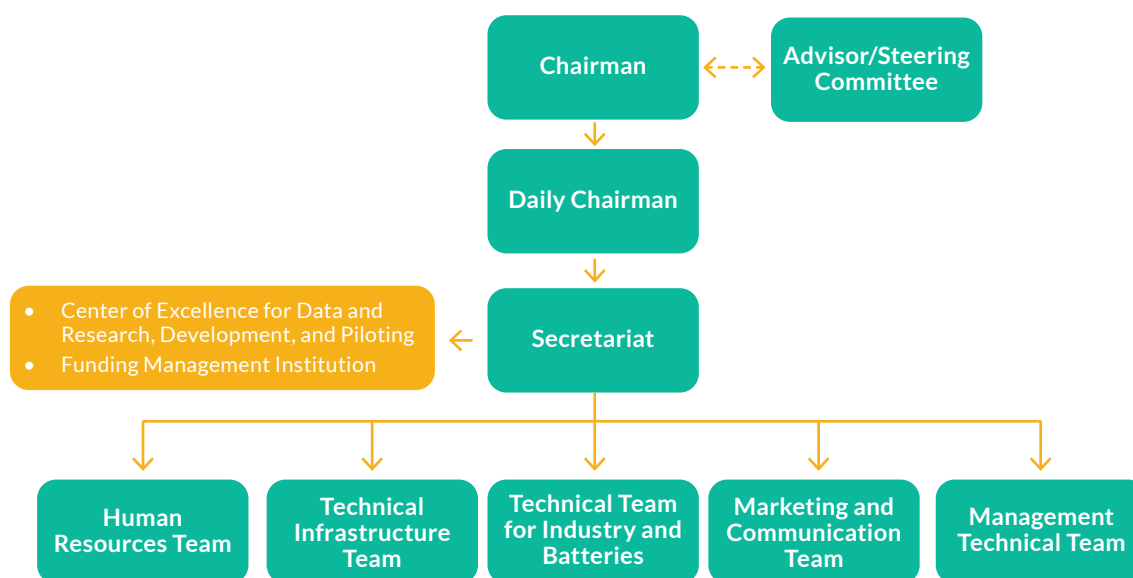 Chairman
Advisor/Steering
Committee
Daily Chairman
• Center of Excellence for Data and
Research, Development, and Piloting
• Funding Management Institution
Secretariat
Human
Resources Team
Technical
Infrastructure
Team
Technical Team
for Industry and
Batteries
Marketing and
Communication
Team
Management
Technical Team